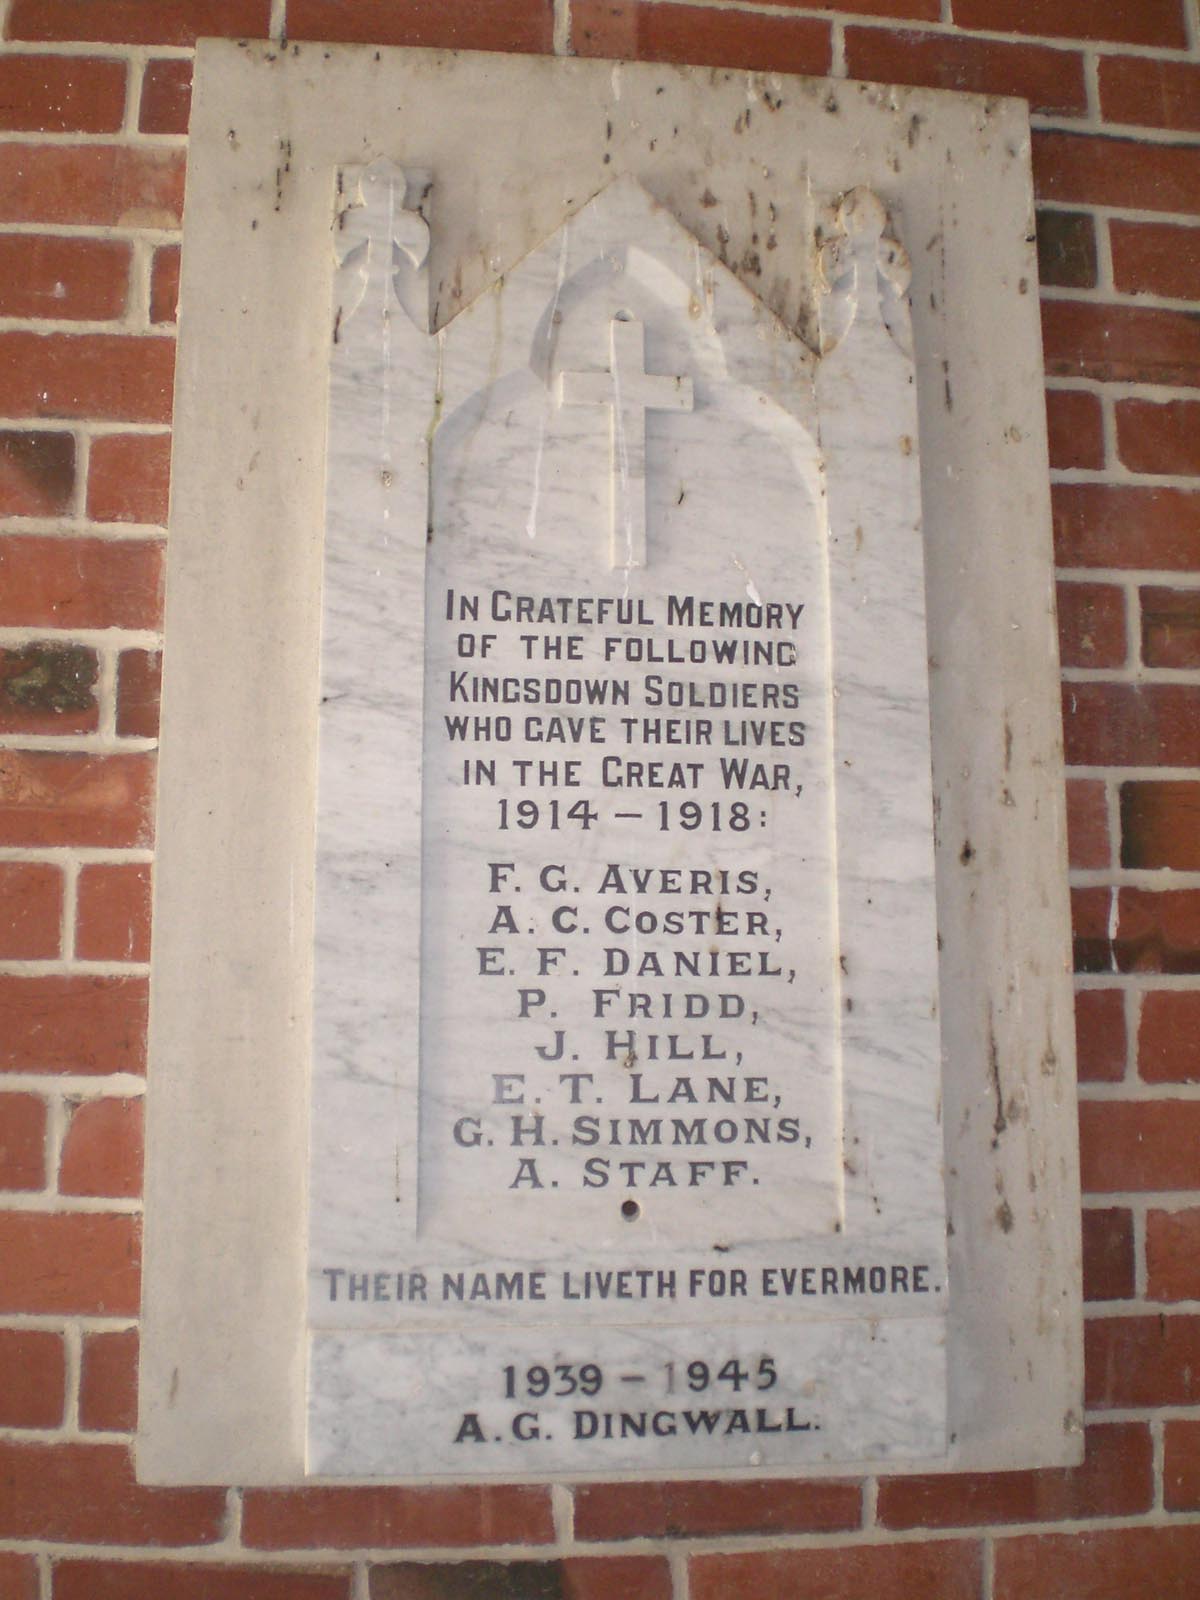 IN GRATEFUL MEMORY
OF THE FOLLOWING
KINGSDOWN SOLDIERS
WHO GAVE THEIR LIVES
IN THE GREAT WAR,
1914 – 1918:
F. G. AVERIS,
A. C. COSTER,
E. F. DANIEL,
P. FRIDD,
J. HILL,
E. T. LANE,
G. H. SIMMONS,
A. STAFF.
THEIR NAME LIVETH FOR EVERMORE.
1939 – 1945
A. G. DINGWALL.